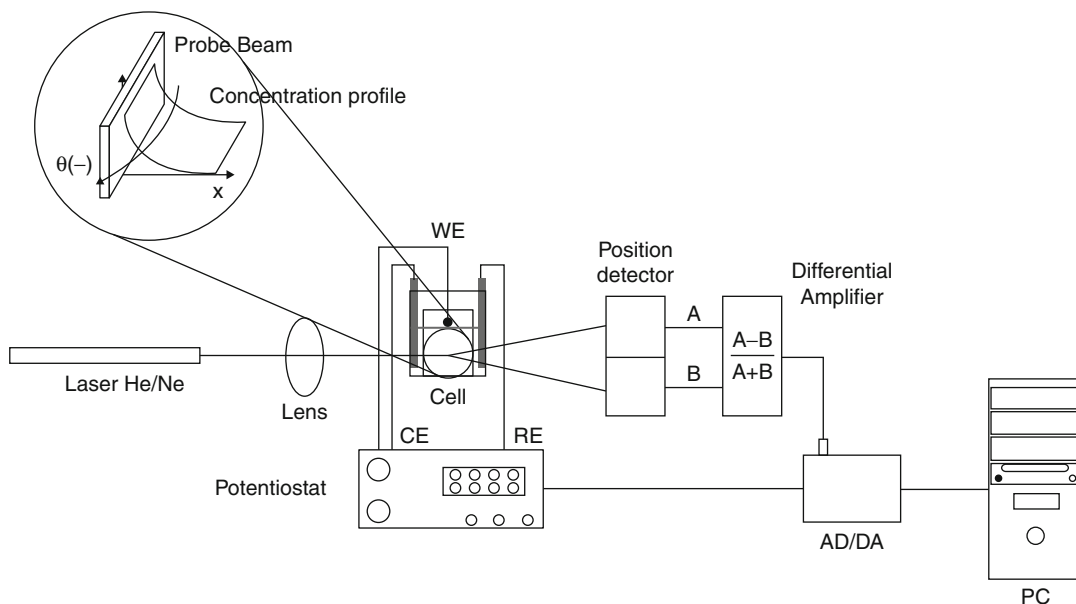 Probe Beam
Concentration profile
θ(–)
x
WE
Position
detector
Differential
Amplifier
A
A–B
A+B
B
Laser He/Ne
Lens
Cell
CE
RE
Potentiostat
AD/DA
PC